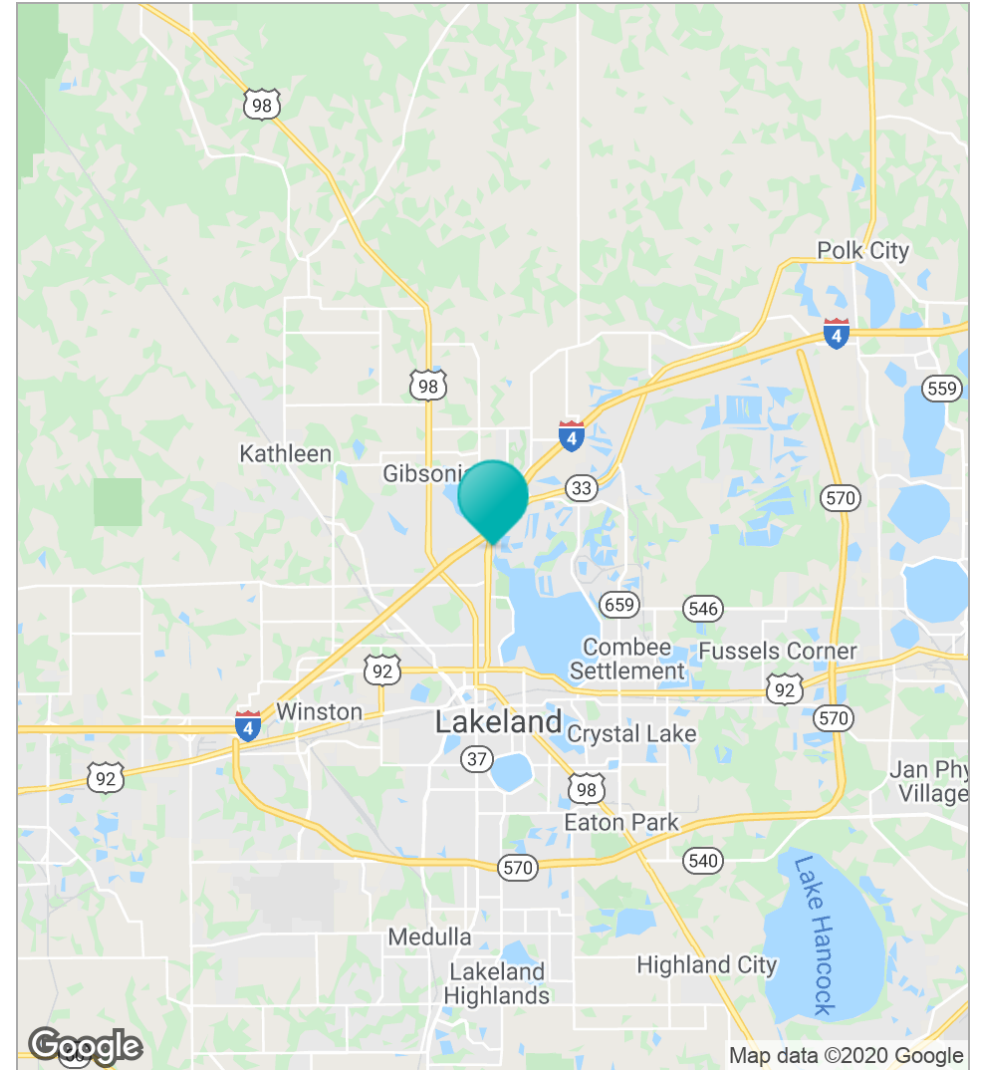 98
Polk City
4
559
98
4
Kathleen
Gibsoni
33
570
659
546
Combee
Settlement
Fussels Corner
92
92
Winston
Lakeland
570
4
Crystal Lake
37
92
98
Jan Phy
Village
Eaton Park
570
540
Lake Hancock
Medulla
Highland City
Lakeland
Highlands
Google
Map data ©2020 Google